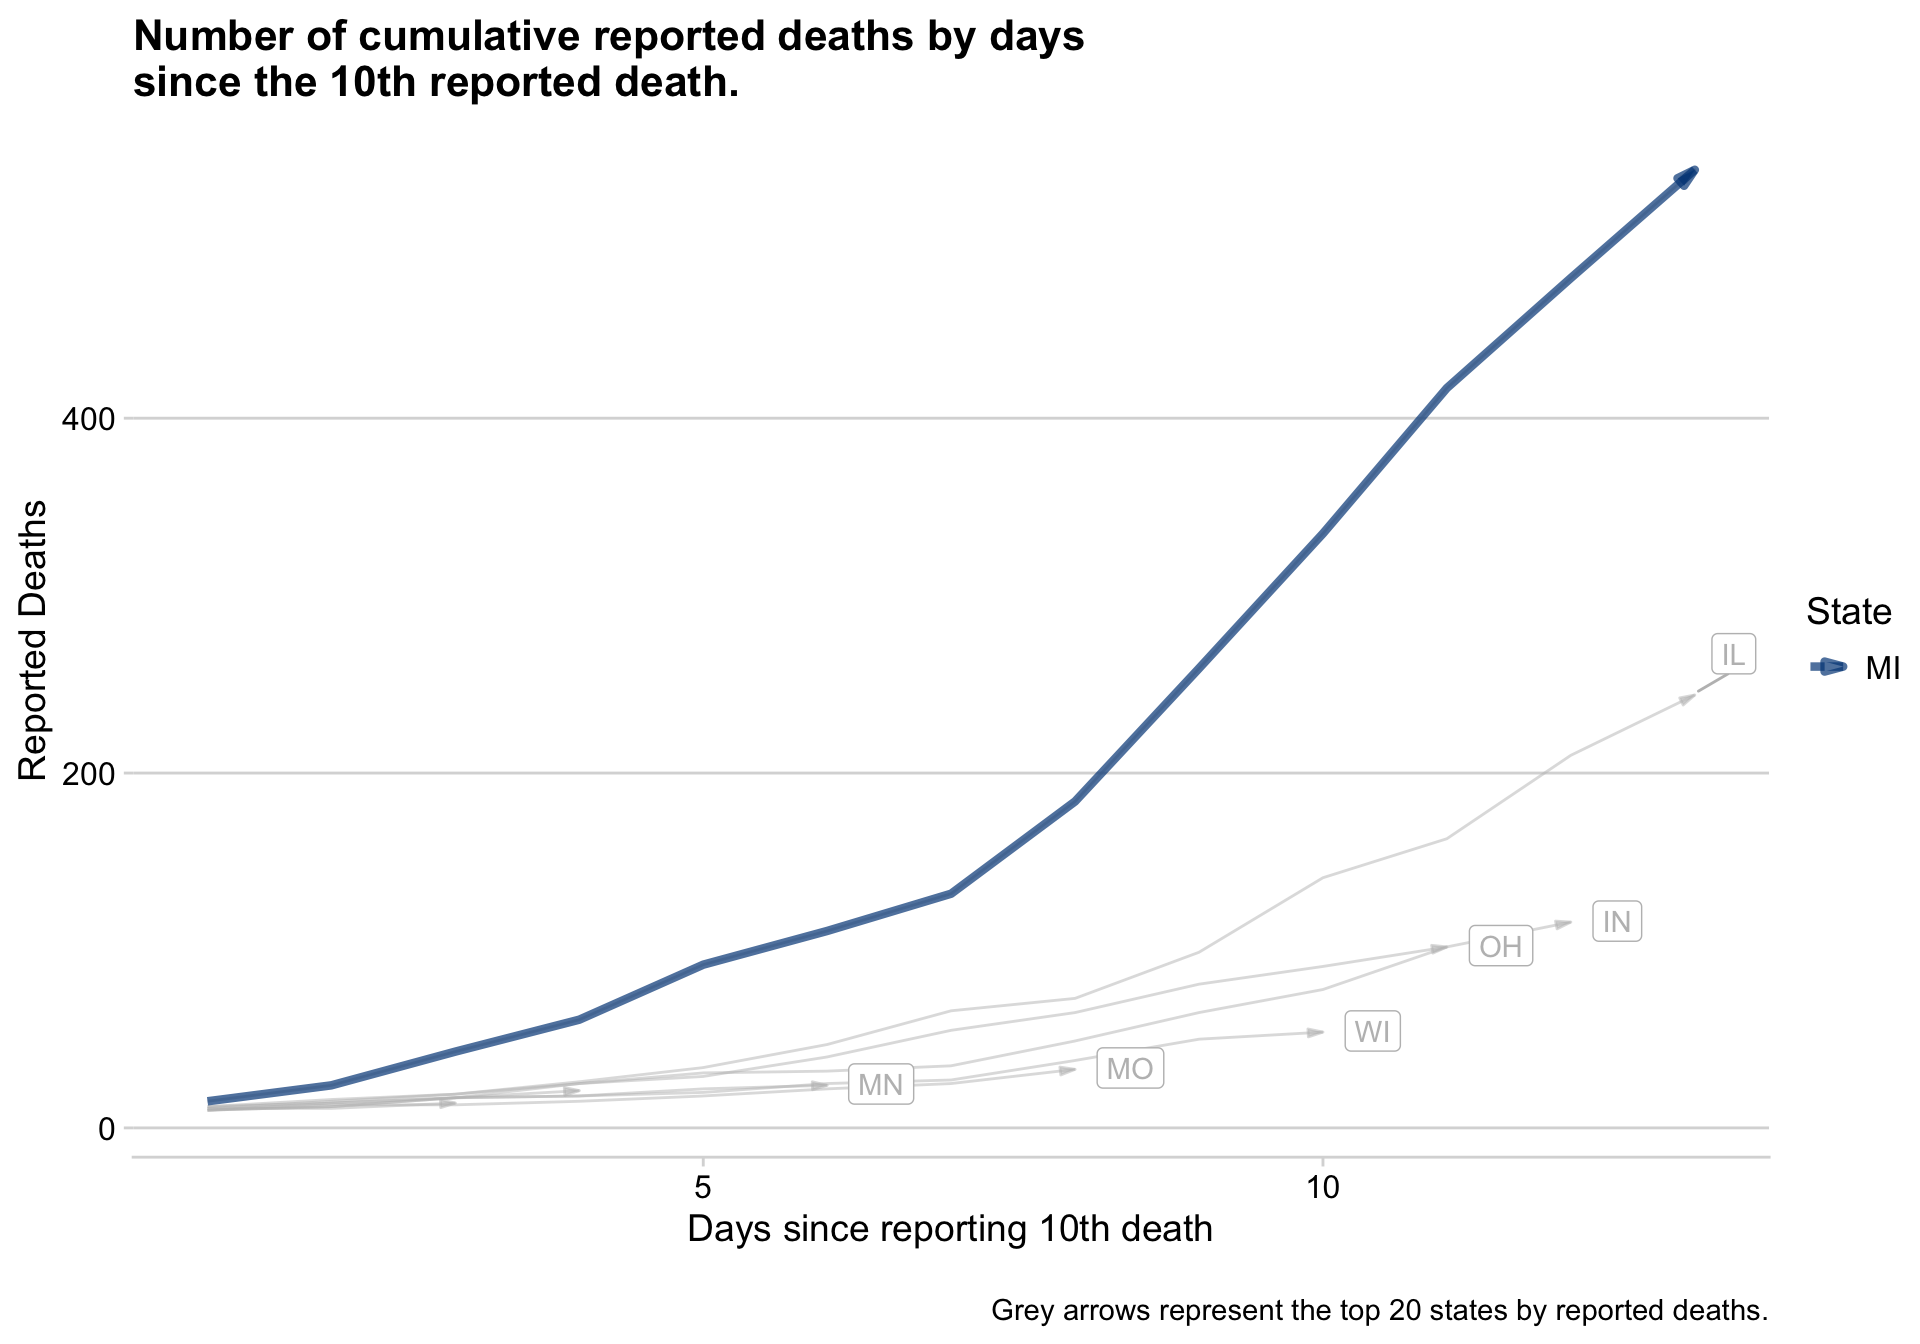 Number of cumulative reported deaths by days
since the 10th reported death.
Reported Deaths
400
200
0
5
10
Days since reporting 10th death
IL
IN
OH
WI
MO
MN
State
MI
Grey arrows represent the top 20 states by reported deaths.